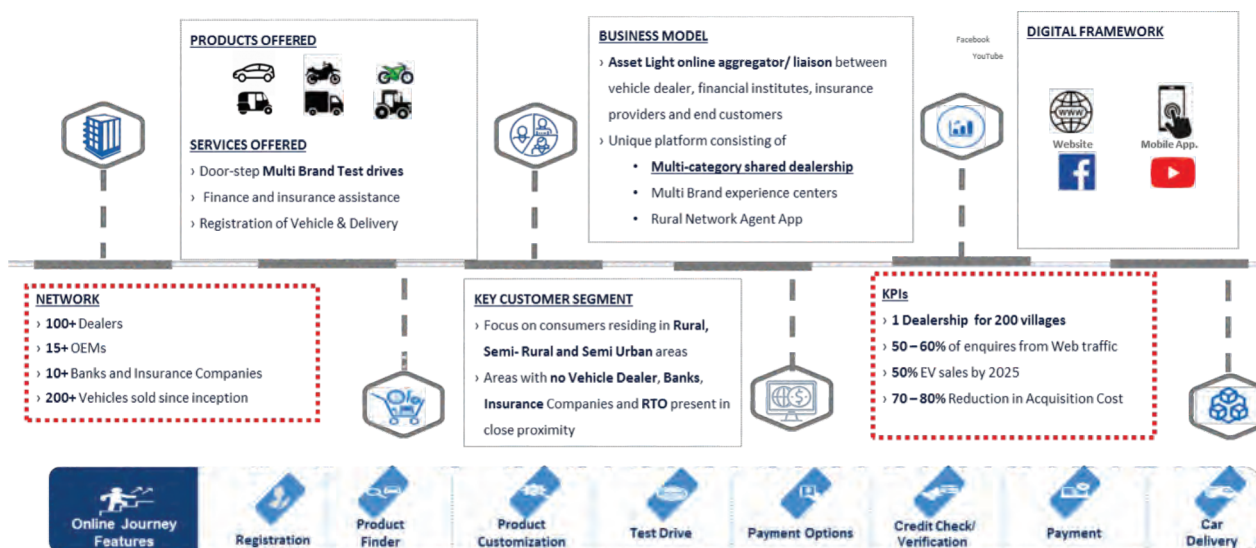 PRODUCTS OFFERED
SERVICES OFFERED
› Door-step Multi Brand Test drives
› Finance and insurance assistance
› Registration of Vehicle & Delivery
BUSINESS MODEL
› Asset Light online aggregator/ liaison between
vehicle dealer, financial institutes, insurance
providers and end customers
› Unique platform consisting of
• Multi-category shared dealership
• Multi Brand experience centers
• Rural Network Agent App
Facebook
YouTube
DIGITAL FRAMEWORK
WWW
Website
Mobile App.
NETWORK
› 100+ Dealers
› 15+ OEMs
› 10+ Banks and Insurance Companies
› 200+ Vehicles sold since inception
KEY CUSTOMER SEGMENT
› Focus on consumers residing in Rural,
Semi- Rural and Semi Urban areas
› Areas with no Vehicle Dealer, Banks,
Insurance Companies and RTO present in
close proximity
KPIs
› 1 Dealership for 200 villages
› 50 – 60% of enquires from Web traffic
› 50% EV sales by 2025
› 70 – 80% Reduction in Acquisition Cost
Online Journey
Features
Registration
Product
Finder
Product
Customization
Test Drive
Payment Options
Credit Check/
Verification
Payment
Car
Delivery